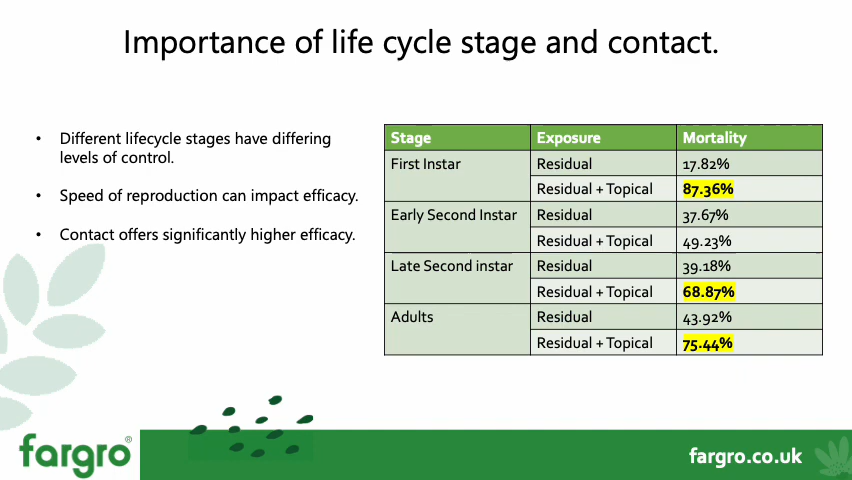 Importance of life cycle stage and contact.
• Different lifecycle stages have differing
levels of control.
• Speed of reproduction can impact efficacy.
• Contact offers significantly higher efficacy.
Stage Exposure Mortality
First Instar Residual 17.82%
Residual + Topical 87.36%
Early Second Instar Residual 37.67%
Residual + Topical 49.23%
Late Second instar Residual 39.18%
Residual + Topical 68.87%
Adults Residual 43.92%
Residual + Topical 75.44%
fargro®
fargro.co.uk